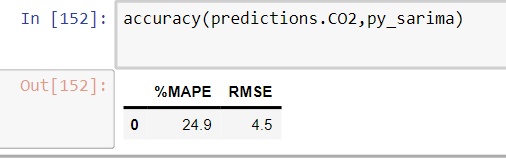 In [152]: accuracy(predictions.CO2,py_sarima)
Out[152]:
%MAPE RMSE
0 24.9 4.5